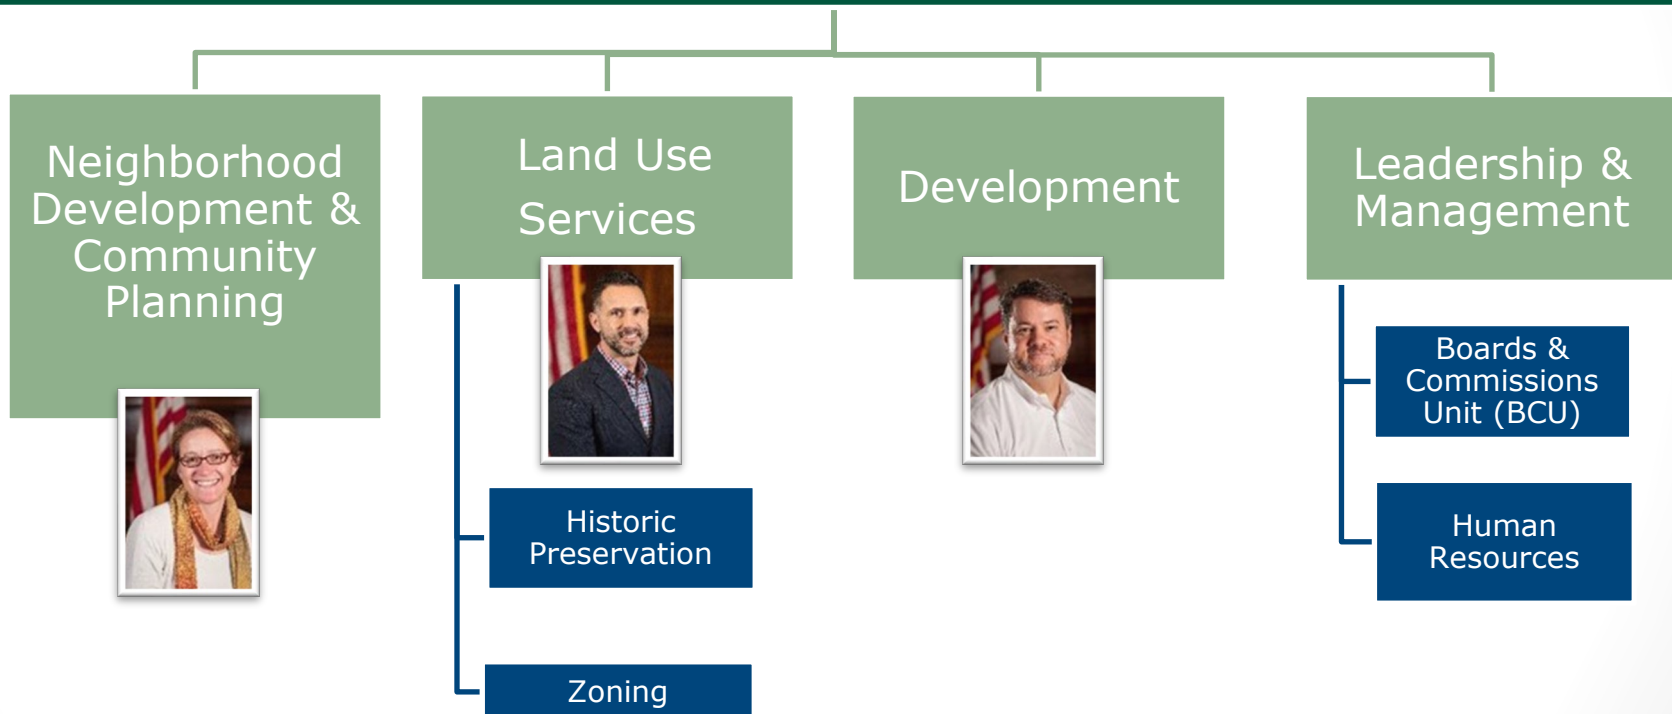 Neighborhood
Development &
Community
Planning
Land Use
Services
Development
Leadership &
Management
Historic
Preservation
Zoning
Boards &
Commissions
Unit (BCU)
Human
Resources